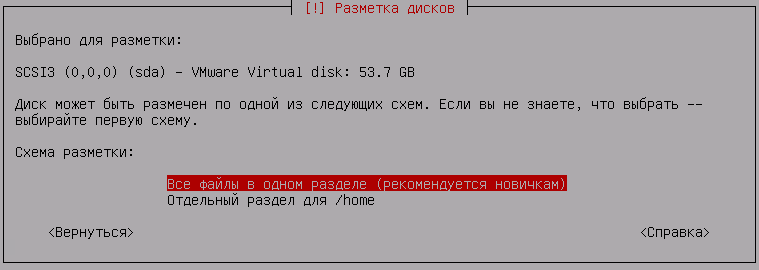 [!] Разметка дисков
Выбрано для разметки:
SCSI3 (0,0,0) (sda) - VMware Virtual disk: 53.7 GB
Диск может быть размечен по одной из следующих схем. Если вы не знаете, что выбрать --
выбирайте первую схему.
Схема разметки:
Все файлы в одном разделе (рекомендуется новичкам)
Отдельный раздел для /home
<Вернуться> <Справка>